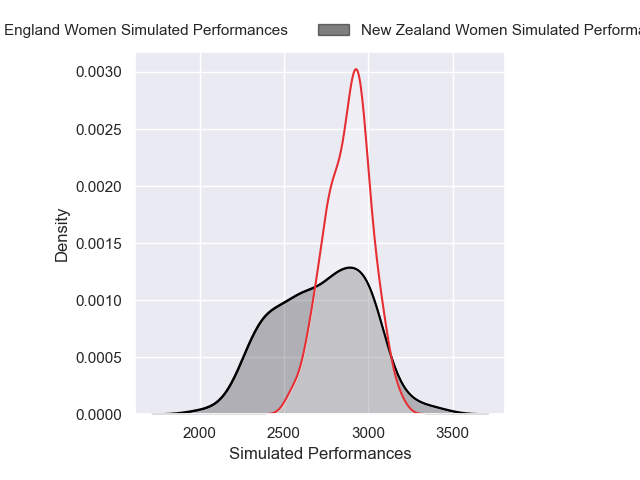 England Women Simulated Performances
New Zealand Women Simulated
0.0030
0.0025
0.0020
0.0015
0.0010
0.0005
0.0000
Density
2000 2500 3000 3500
Simulated Performances